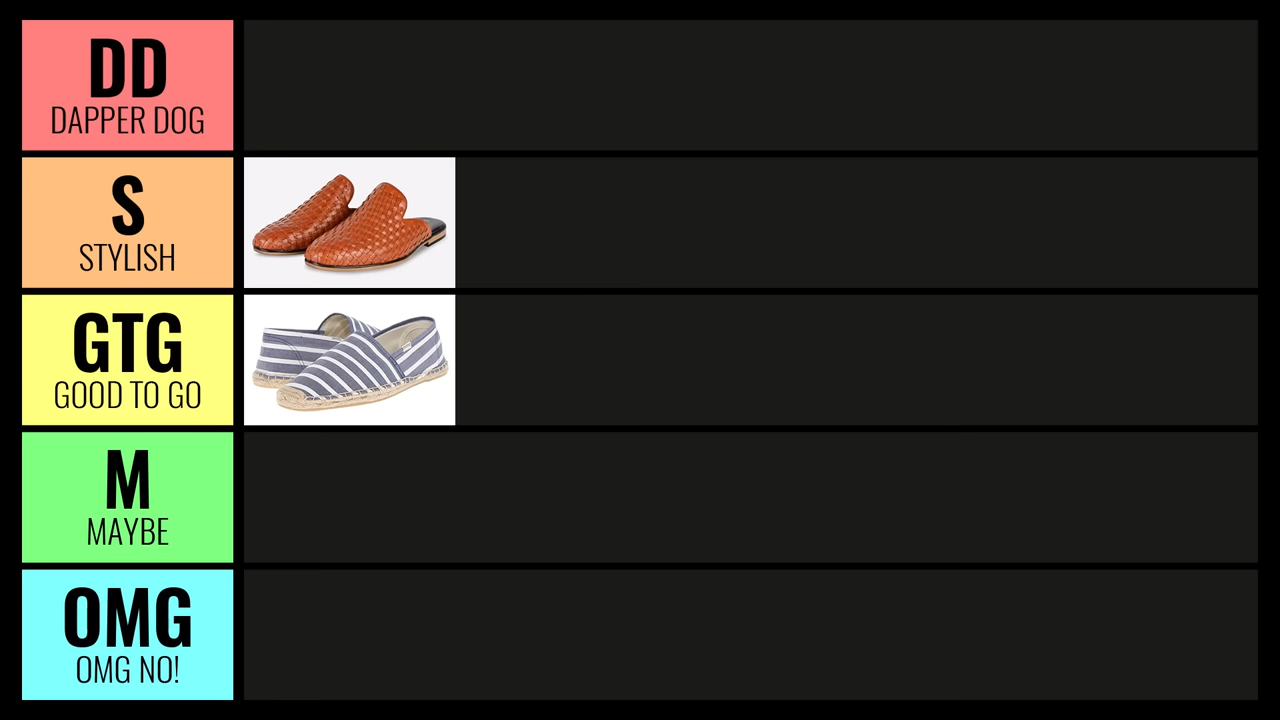 DD
DAPPER DOG
S
STYLISH
GTG
GOOD TO GO
M
MAYBE
OMG
OMG NO!